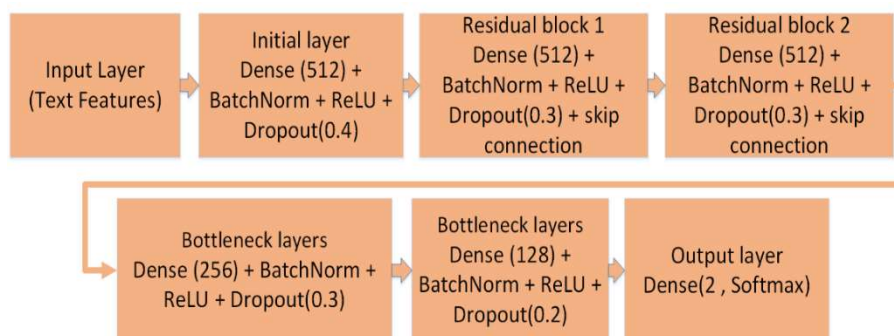 Input Layer
(Text Features)
Initial layer
Dense (512) +
BatchNorm + ReLU +
Dropout(0.4)
Residual block 1
Dense (512) +
BatchNorm + ReLU +
Dropout(0.3) + skip
connection
Residual block 2
Dense (512) +
BatchNorm + ReLU +
Dropout(0.3) + skip
connection
Bottleneck layers
Dense (256) + BatchNorm +
ReLU + Dropout(0.3)
Bottleneck layers
Dense (128) +
BatchNorm + ReLU +
Dropout(0.2)
Output layer
Dense(2 , Softmax)